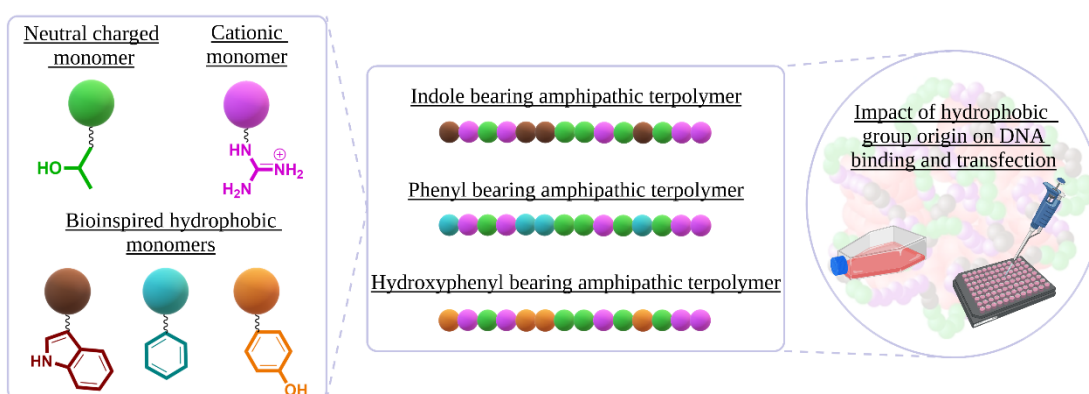 Neutral charged
monomer
Cationic
monomer
HO
HN
⊕
NH₂
H₂N
Bioinspired hydrophobic
monomers
HN
OH
Indole bearing amphipathic terpolymer
Phenyl bearing amphipathic terpolymer
Hydroxyphenyl bearing amphipathic terpolymer
Impact of hydrophobic
group origin on DNA
binding and transfection